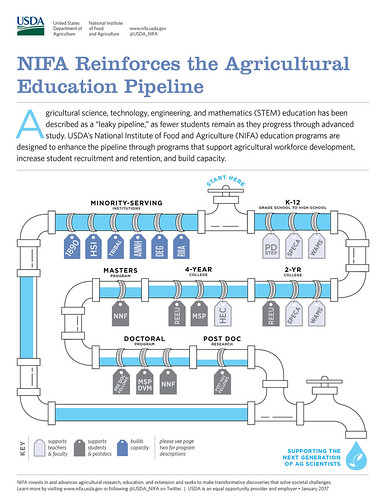 USDA
United States
Department of
Agriculture
National Institute
of Food
and Agriculture
www.nifa.usda.gov
@USDA_NIFA
NIFA Reinforces the Agricultural
Education Pipeline
Agricultural science, technology, engineering, and mathematics (STEM) education has been
described as a “leaky pipeline,” as fewer students remain as they progress through advanced
study. USDA's National Institute of Food and Agriculture (NIFA) education programs are
designed to enhance the pipeline through programs that support agricultural workforce development,
increase student recruitment and retention, and build capacity.
START HERE
MINORITY-SERVING
INSTITUTIONS
K-12
GRADE SCHOOL TO HIGH SCHOOL
1890
HSI
TRIBAL
ANNH
DEG
RIIA
PD
STEP
SPECA
WAMS
MASTERS
PROGRAM
4-YEAR
COLLEGE
2-YR
COLLEGE
NNF
REEU
MSP
HEC
REEU
SPECA
WAMS
DOCTORAL
PROGRAM
POST DOC
RESEARCH
MSP
DVM
NNF
KEY
supports
teachers
& faculty
supports
students
& postdocs
builds
capacity
please see page
two for program
descriptions
SUPPORTING THE
NEXT GENERATION
OF AG SCIENTISTS
NIFA invests in and advances agricultural research, education, and extension and seeks to make transformative discoveries that solve societal challenges.
Learn more by visiting www.nifa.usda.gov or following @USDA_NIFA on Twitter. | USDA is an equal opportunity provider and employer • January 2017